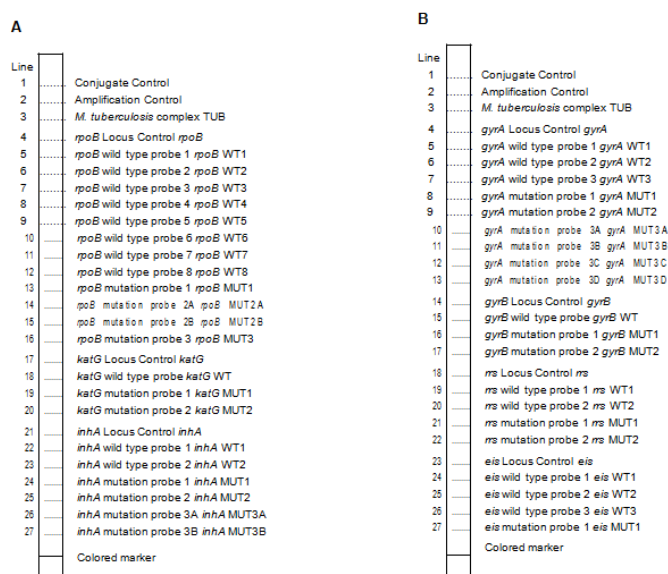 A
Line
1 Conjugate Control
2 Amplification Control
3 M. tuberculosis complex TUB
4 rpoB Locus Control rpoB
5 rpoB wild type probe 1 rpoB WT1
6 rpoB wild type probe 2 rpoB WT2
7 rpoB wild type probe 3 rpoB WT3
8 rpoB wild type probe 4 rpoB WT4
9 rpoB wild type probe 5 rpoB WT5
10 rpoB wild type probe 6 rpoB WT6
11 rpoB wild type probe 7 rpoB WT7
12 rpoB wild type probe 8 rpoB WT8
13 rpoB mutation probe 1 rpoB MUT1
14 rpoB mutation probe 2A rpoB MUT2A
15 rpoB mutation probe 2B rpoB MUT2B
16 rpoB mutation probe 3 rpoB MUT3
17 katG Locus Control katG
18 katG wild type probe katG WT
19 katG mutation probe 1 katG MUT1
20 katG mutation probe 2 katG MUT2
21 inhA Locus Control inhA
22 inhA wild type probe 1 inhA WT1
23 inhA wild type probe 2 inhA WT2
24 inhA mutation probe 1 inhA MUT1
25 inhA mutation probe 2 inhA MUT2
26 inhA mutation probe 3A inhA MUT3A
27 inhA mutation probe 3B inhA MUT3B
Colored marker
B
Line
1 Conjugate Control
2 Amplification Control
3 M. tuberculosis complex TUB
4 gyrA Locus Control gyrA
5 gyrA wild type probe 1 gyrA WT1
6 gyrA wild type probe 2 gyrA WT2
7 gyrA wild type probe 3 gyrA WT3
8 gyrA mutation probe 1 gyrA MUT1
9 gyrA mutation probe 2 gyrA MUT2
10 gyrA mutation probe 3A gyrA MUT3A
11 gyrA mutation probe 3B gyrA MUT3B
12 gyrA mutation probe 3C gyrA MUT3C
13 gyrA mutation probe 3D gyrA MUT3D
14 gyrB Locus Control gyrB
15 gyrB wild type probe gyrB WT
16 gyrB mutation probe 1 gyrB MUT1
17 gyrB mutation probe 2 gyrB MUT2
18 rrs Locus Control rrs
19 rrs wild type probe 1 rrs WT1
20 rrs wild type probe 2 rrs WT2
21 rrs mutation probe 1 rrs MUT1
22 rrs mutation probe 2 rrs MUT2
23 eis Locus Control eis
24 eis wild type probe 1 eis WT1
25 eis wild type probe 2 eis WT2
26 eis wild type probe 3 eis WT3
27 eis mutation probe 1 eis MUT1
Colored marker